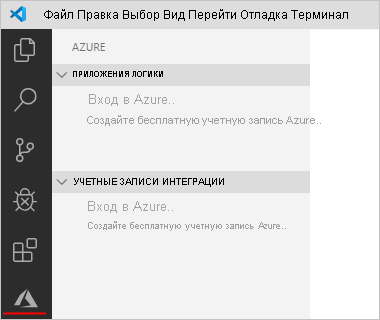 Файл Правка Выбор Вид Перейти Отладка Терминал
AZURE
ПРИЛОЖЕНИЯ ЛОГИКИ
Вход в Azure..
Создайте бесплатную учетную запись Azure..
УЧЕТНЫЕ ЗАПИСИ ИНТЕГРАЦИИ
Вход в Azure..
Создайте бесплатную учетную запись Azure..